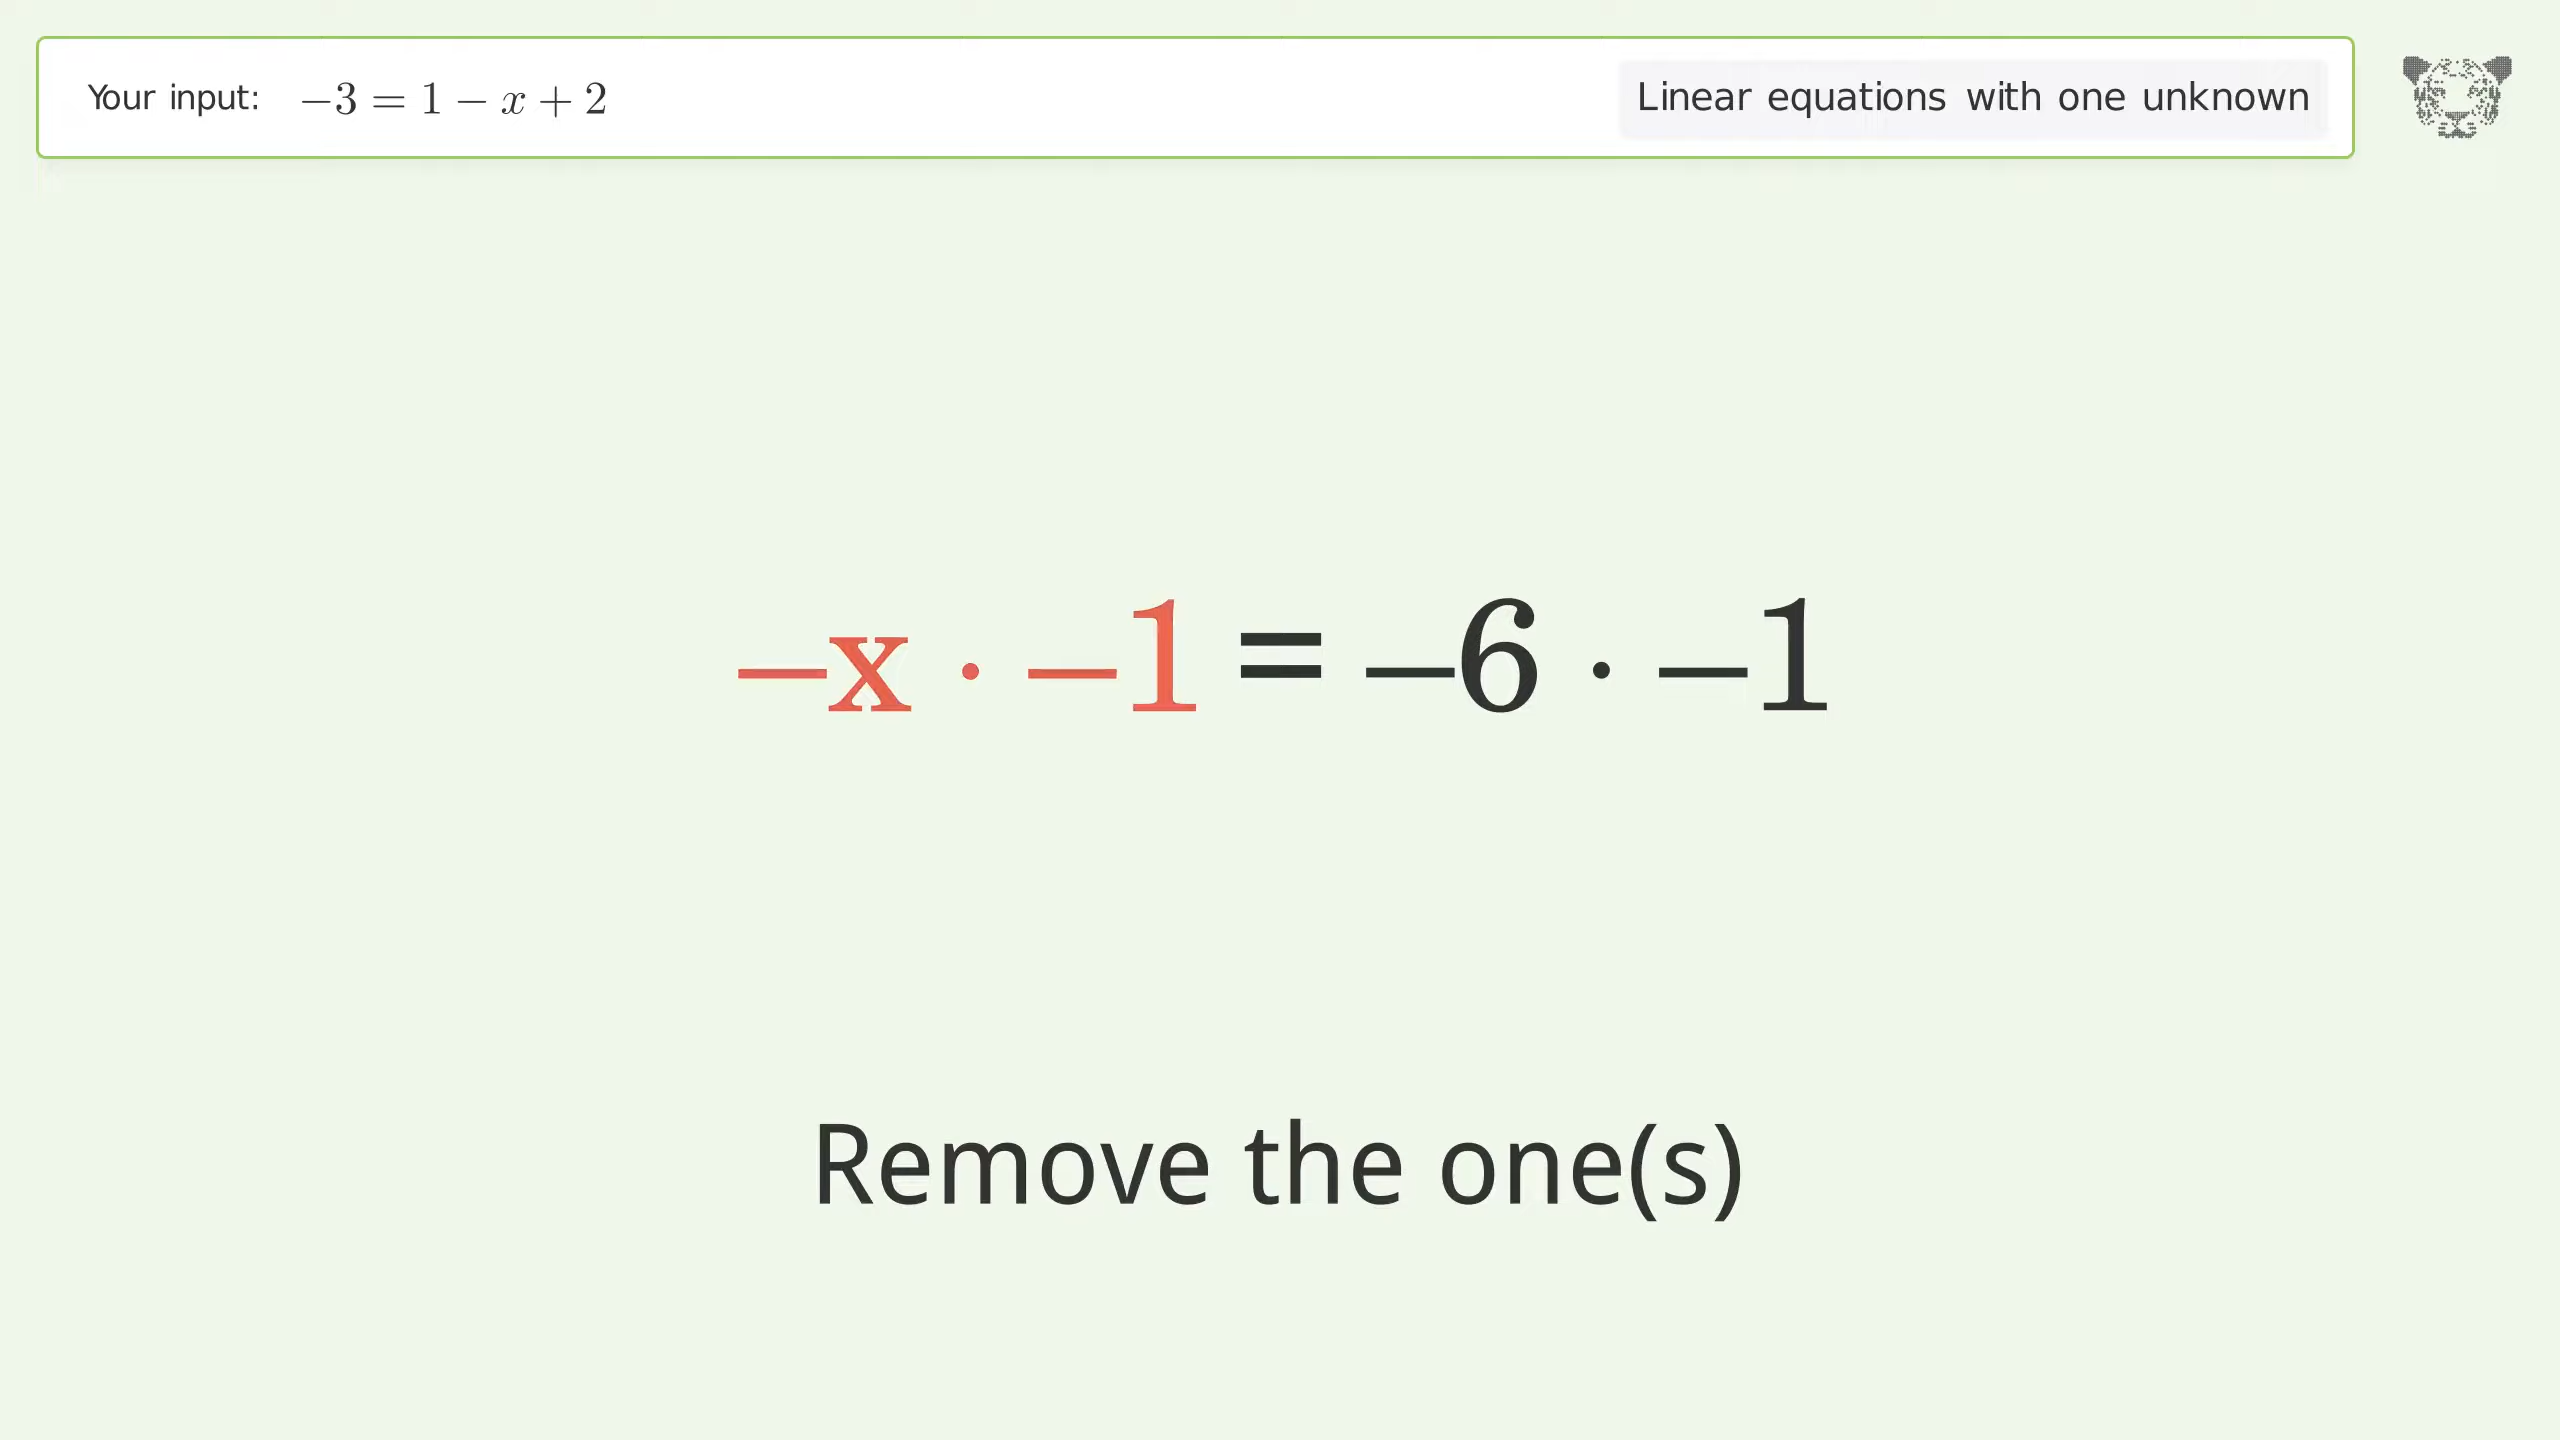 Your input: −3 = 1 − x + 2
Linear equations with one unknown
−x · −1 = −6 · −1
Remove the one(s)